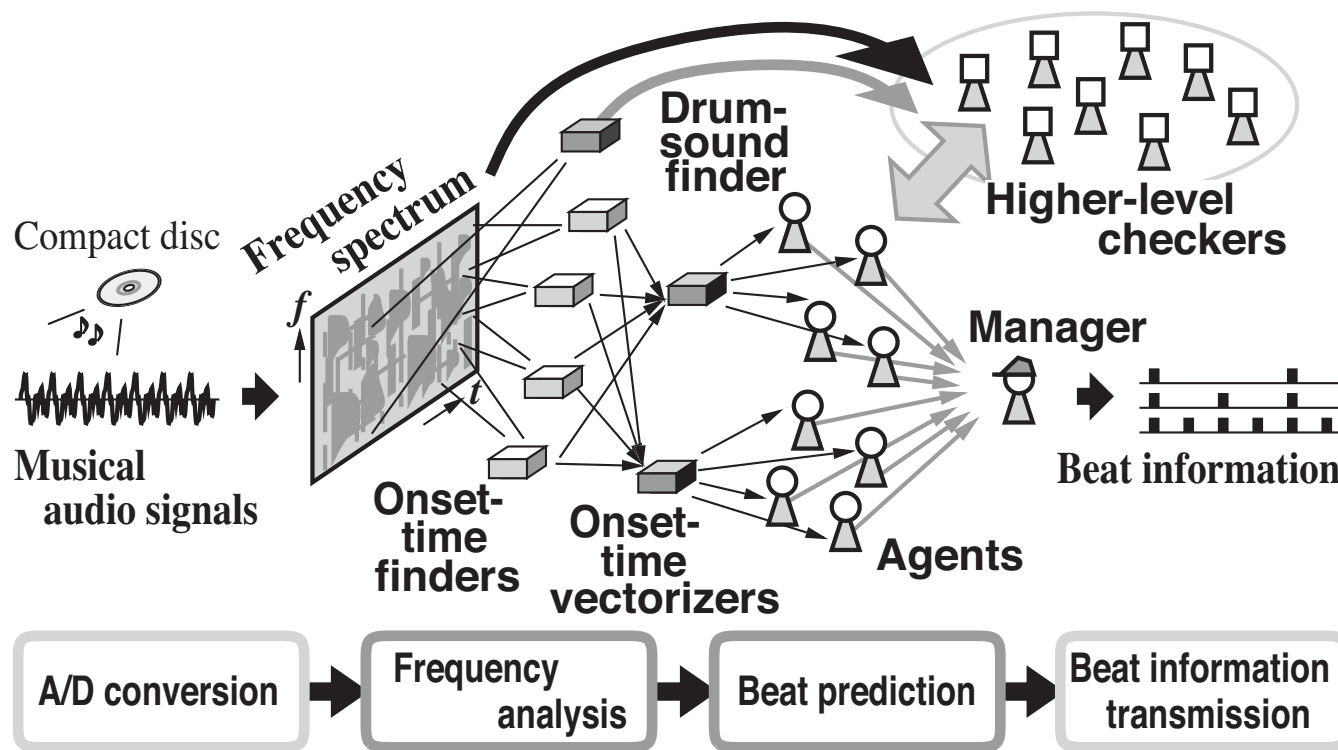 Compact disc
Musical
audio signals
Frequency
spectrum
f
t
Onset-
time
finders
Drum-
sound
finder
Onset-
time
vectorizers
Higher-level
checkers
Agents
Manager
Beat information
A/D conversion
Frequency
analysis
Beat prediction
Beat information
transmission